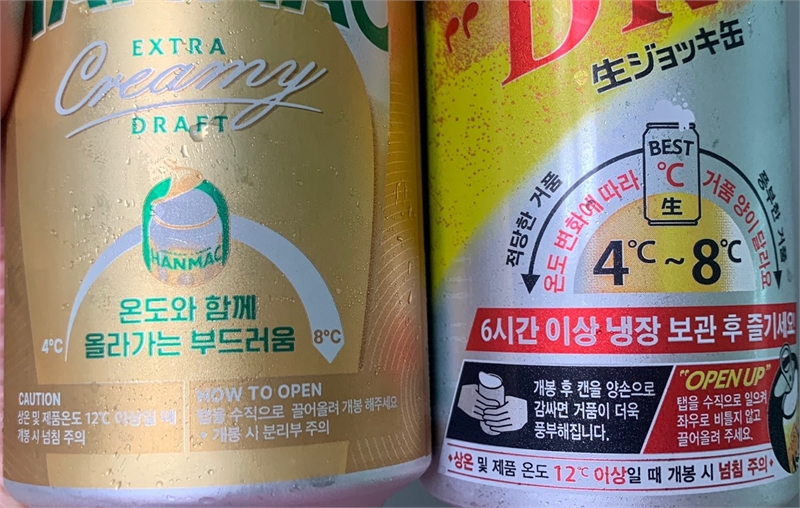 EXTRA
Creamy
DRAFT
HANMAC
온도와 함께
올라가는 부드러움
4°C
8°C
CAUTION
상온 및 제품온도 12℃ 이상일 때
개봉 시 넘침 주의
HOW TO OPEN
탭을 수직으로 끌어올려 개봉 해주세요
* 개봉 시 분리부 주의
生ジョッキ缶
BEST
℃
生
적당한 거품
온도 변화에 따라 거품 양이 달라요
풍부한 거품
4℃ ~ 8℃
6시간 이상 냉장 보관 후 즐기세요!
개봉 후 캔을 양손으로
감싸면 거품이 더욱
풍부해집니다.
"OPEN UP"
탭을 수직으로 일으켜
좌우로 비틀지 않고
끌어올려 주세요.
•상온 및 제품 온도 12℃ 이상일 때 개봉 시 넘침 주의•